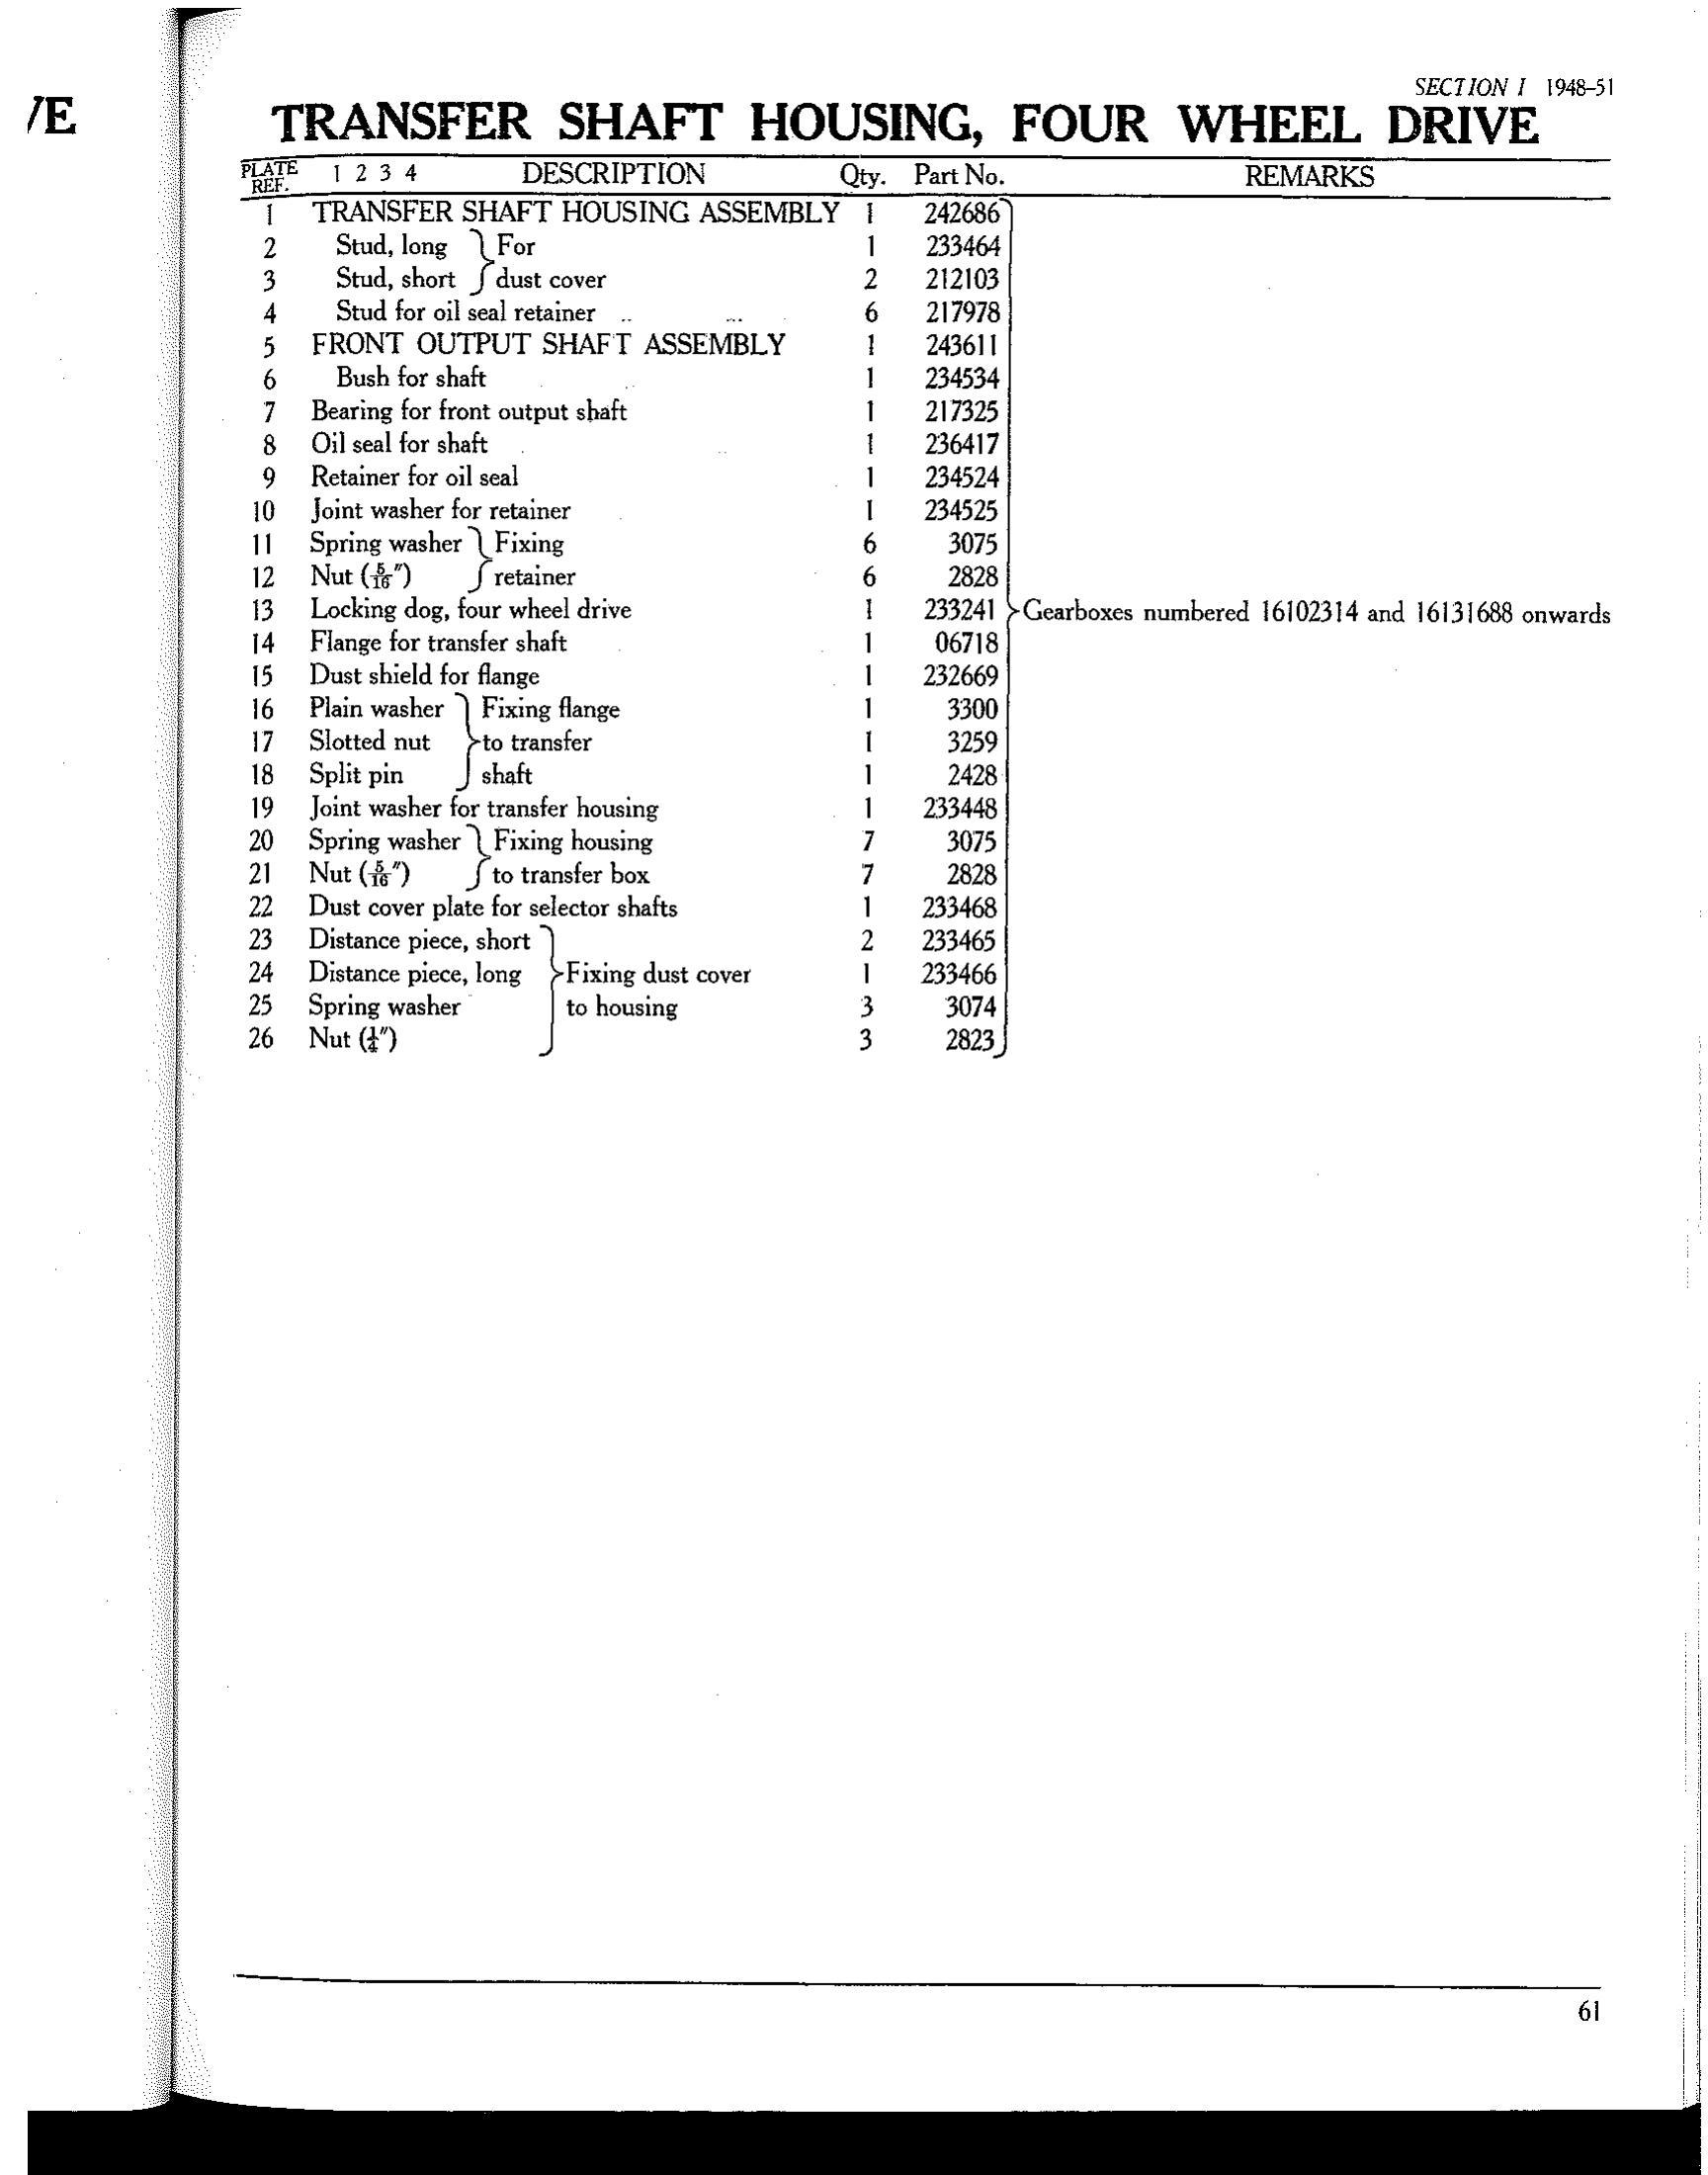 /E
SECTION I 1948–51
TRANSFER SHAFT HOUSING, FOUR WHEEL DRIVE
PLATE REF. 1 2 3 4 DESCRIPTION Qty. Part No. REMARKS
1 TRANSFER SHAFT HOUSING ASSEMBLY 1 242686
2 Stud, long } For 1 233464
3 Stud, short } dust cover 2 212103
4 Stud for oil seal retainer .. ... 6 217978
5 FRONT OUTPUT SHAFT ASSEMBLY 1 243611
6 Bush for shaft 1 234534
7 Bearing for front output shaft 1 217325
8 Oil seal for shaft 1 236417
9 Retainer for oil seal 1 234524
10 Joint washer for retainer 1 234525
11 Spring washer } Fixing 6 3075
12 Nut (5/16″) } retainer 6 2828
13 Locking dog, four wheel drive 1 233241 } Gearboxes numbered 16102314 and 16131688 onwards
14 Flange for transfer shaft 1 06718
15 Dust shield for flange 1 232669
16 Plain washer } Fixing flange 1 3300
17 Slotted nut } to transfer 1 3259
18 Split pin } shaft 1 2428
19 Joint washer for transfer housing 1 233448
20 Spring washer } Fixing housing 7 3075
21 Nut (5/16″) } to transfer box 7 2828
22 Dust cover plate for selector shafts 1 233468
23 Distance piece, short 2 233465
24 Distance piece, long } Fixing dust cover 1 233466
25 Spring washer } to housing 3 3074
26 Nut (1/4″) 3 2823
61